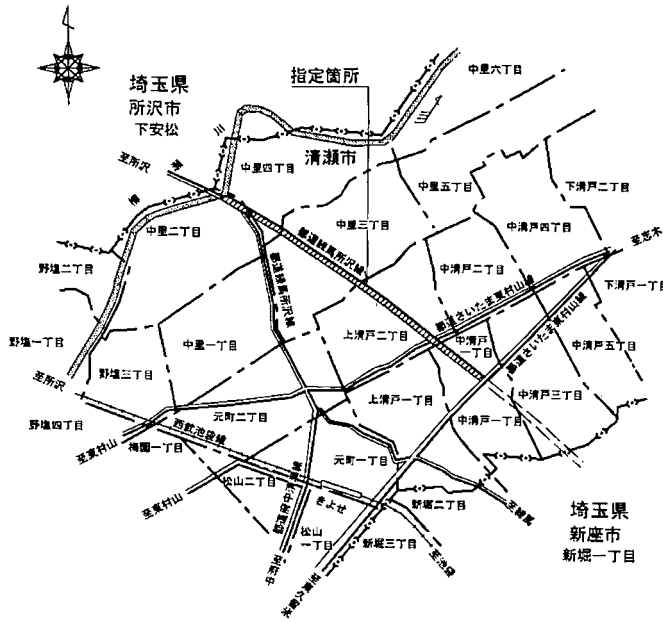 埼玉県
所沢市
下安松
指定箇所
中里六丁目
川
清瀬市
中里四丁目
至所沢
柳
瀬
中里五丁目
下清戸二丁目
中里三丁目
中清戸四丁目
中里二丁目
都道練馬所沢線
至志木
野塩二丁目
都道練馬所沢線
中清戸二丁目
都道さいたま東村山線
下清戸一丁目
上清戸二丁目
中清戸一丁目
都道さいたま東村山線
中清戸五丁目
野塩一丁目
中里一丁目
野塩三丁目
至所沢
上清戸一丁目
中清戸三丁目
中清戸一丁目
元町二丁目
野塩四丁目
西武池袋線
至東村山
梅園一丁目
元町一丁目
松山二丁目
至東村山
きよせ
新堀二丁目
至練馬
松山一丁目
新堀三丁目
至池袋
至府中
至東久留米
埼玉県
新座市
新堀一丁目